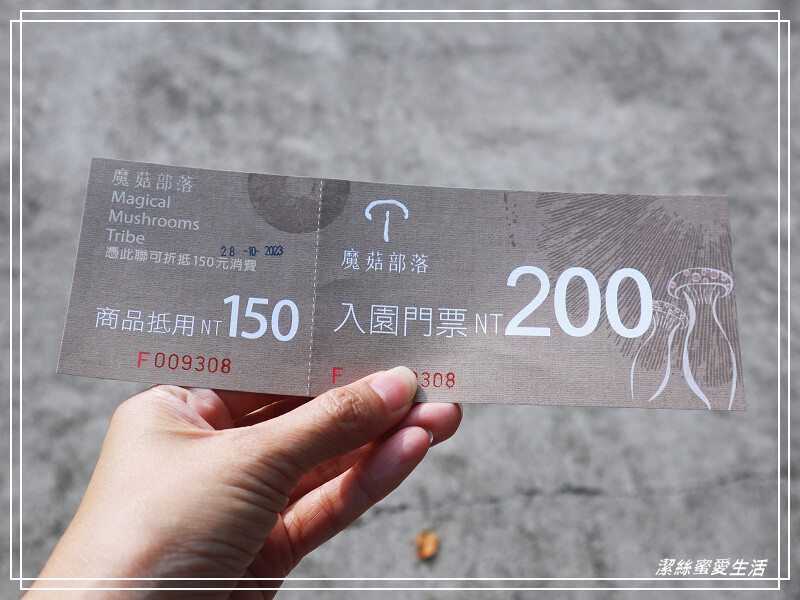 魔菇部落
Magical
Mushrooms
Tribe
28-10-2023
憑此聯可折抵150元消費
商品抵用 NT 150
F 009308
魔菇部落
入園門票 NT 200
F 308
潔絲蜜愛生活